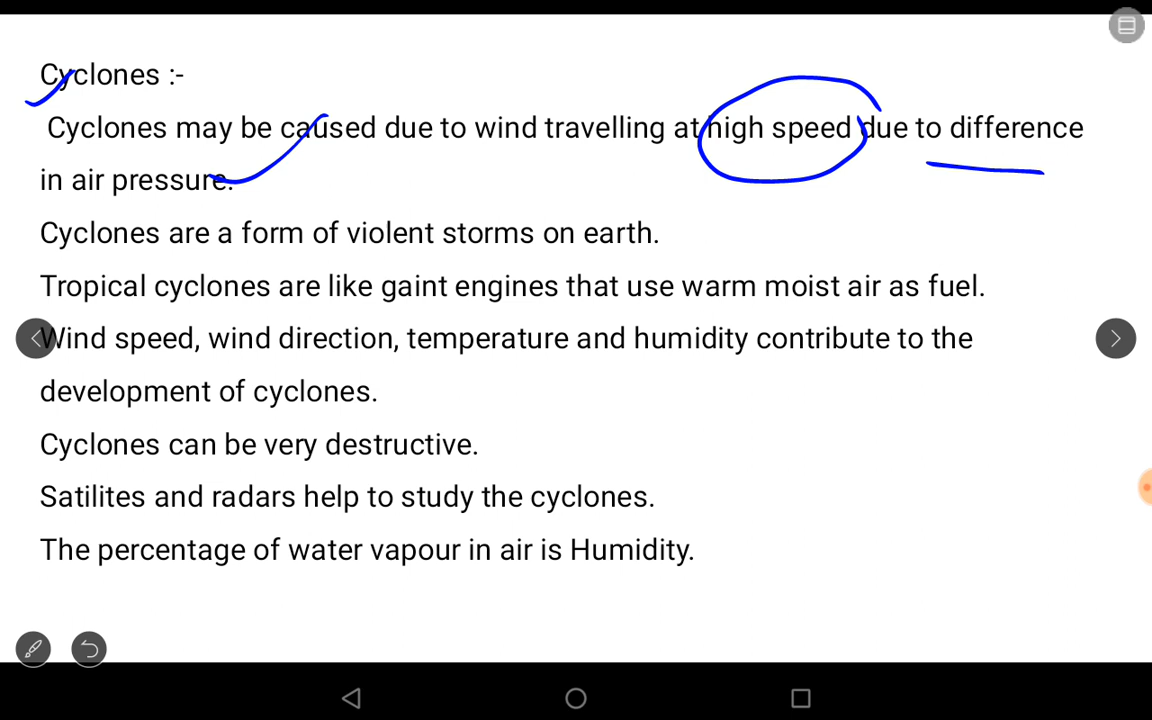 Cyclones :-
Cyclones may be caused due to wind travelling at high speed due to difference
in air pressure.
Cyclones are a form of violent storms on earth.
Tropical cyclones are like gaint engines that use warm moist air as fuel.
Wind speed, wind direction, temperature and humidity contribute to the
development of cyclones.
Cyclones can be very destructive.
Satilites and radars help to study the cyclones.
The percentage of water vapour in air is Humidity.